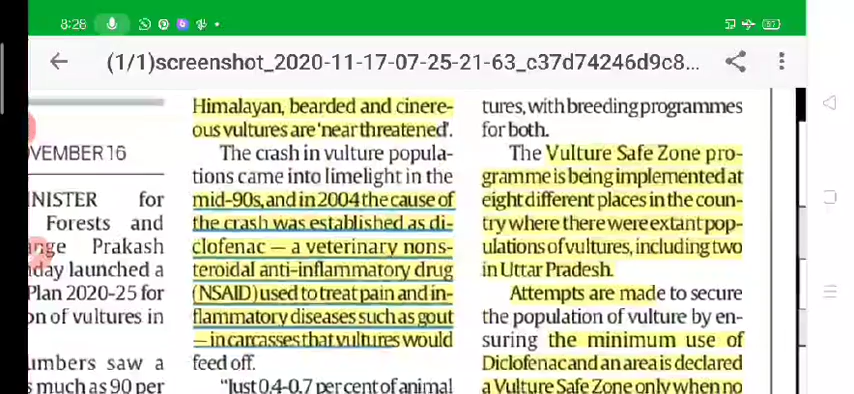 8:28
87
(1/1)screenshot_2020-11-17-07-25-21-63_c37d74246d9c8...
VEMBER 16
INISTER for
Forests and
ange Prakash
day launched a
Plan 2020-25 for
on of vultures in
umbers saw a
s much as 90 per
Himalayan, bearded and cinere-
ous vultures are 'near threatened'.
The crash in vulture popula-
tions came into limelight in the
mid-90s, and in 2004 the cause of
the crash was established as di-
clofenac — a veterinary nons-
teroidal anti-inflammatory drug
(NSAID) used to treat pain and in-
flammatory diseases such as gout
— in carcasses that vultures would
feed off.
"Just 0.4-0.7 per cent of animal
tures, with breeding programmes
for both.
The Vulture Safe Zone pro-
gramme is being implemented at
eight different places in the coun-
try where there were extant pop-
ulations of vultures, including two
in Uttar Pradesh.
Attempts are made to secure
the population of vulture by en-
suring the minimum use of
Diclofenac and an area is declared
a Vulture Safe Zone only when no